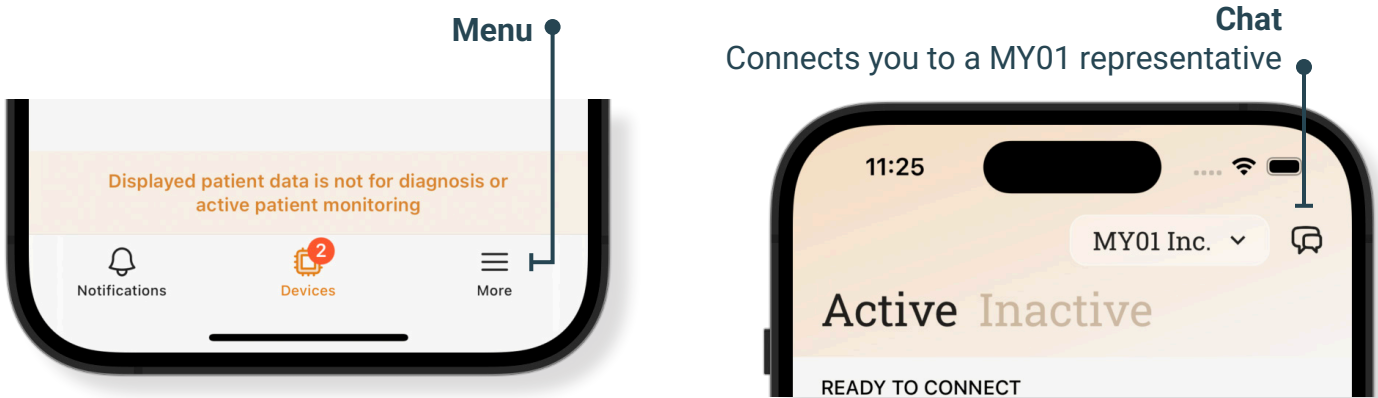 Menu
Displayed patient data is not for diagnosis or
active patient monitoring
2
Notifications
Devices
More
Chat
Connects you to a MY01 representative
11:25
MY01 Inc.
Active Inactive
READY TO CONNECT